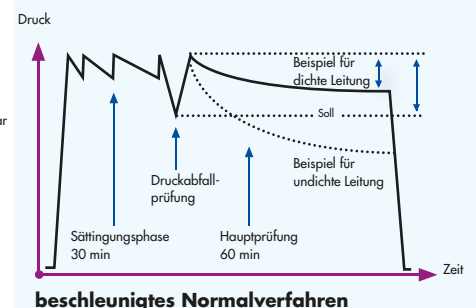 Druck
Beispiel für
dichte Leitung
ar
Soll
Beispiel für
undichte Leitung
Druckabfall-
prüfung
Sättingungsphase
30 min
Hauptprüfung
60 min
Zeit
beschleunigtes Normalverfahren